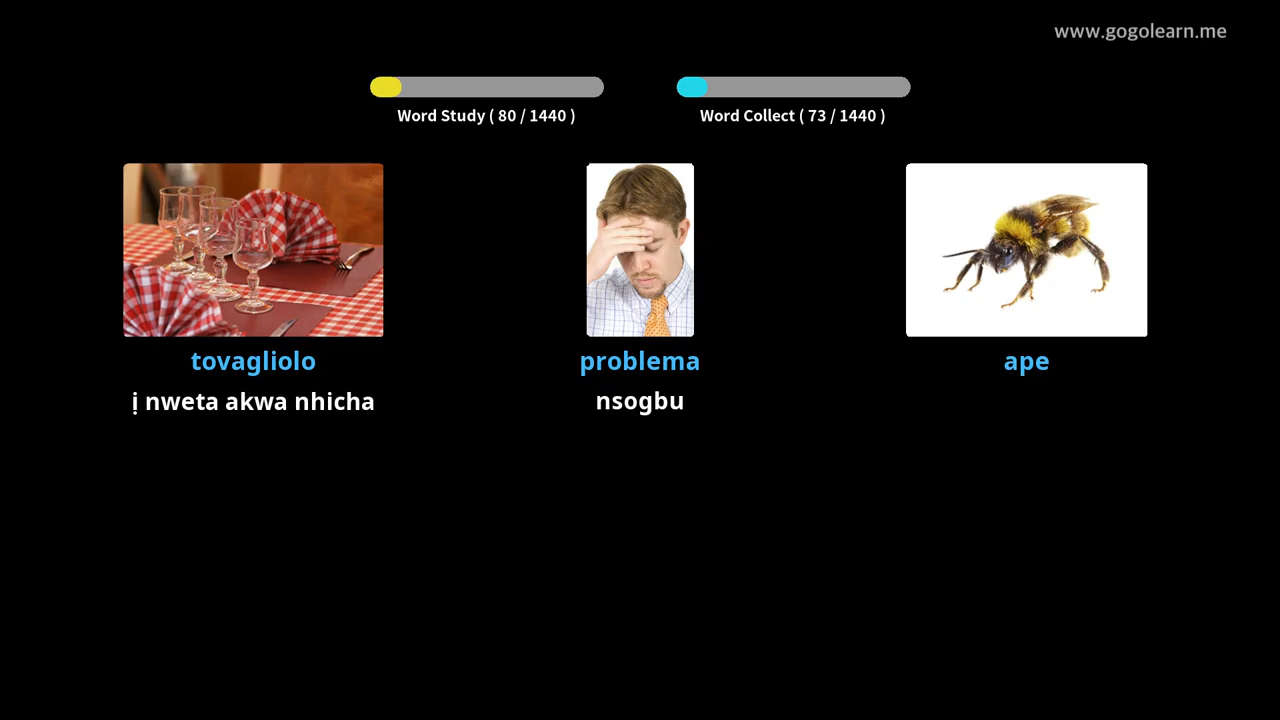 www.gogolearn.me
Word Study ( 80 / 1440 )
Word Collect ( 73 / 1440 )
tovagliolo
problema
ape
ị nweta akwa nhicha
nsogbu